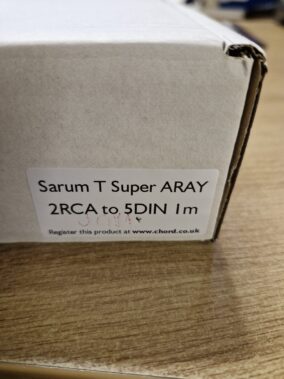 Sarum T Super ARAY
2RCA to 5DIN 1m
Register this product at www.chord.co.uk